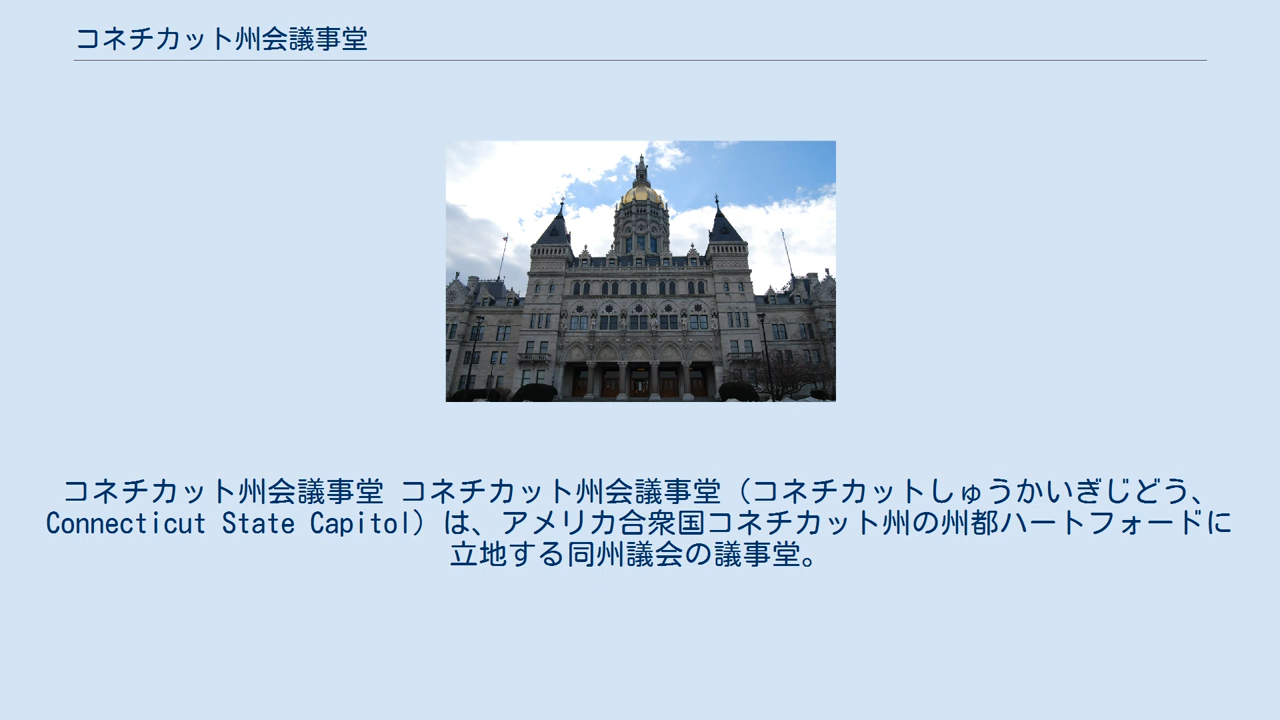 コネチカット州会議事堂
コネチカット州会議事堂 コネチカット州会議事堂（コネチカットしゅうかいぎじどう、
Connecticut State Capitol）は、アメリカ合衆国コネチカット州の州都ハートフォードに
立地する同州議会の議事堂。